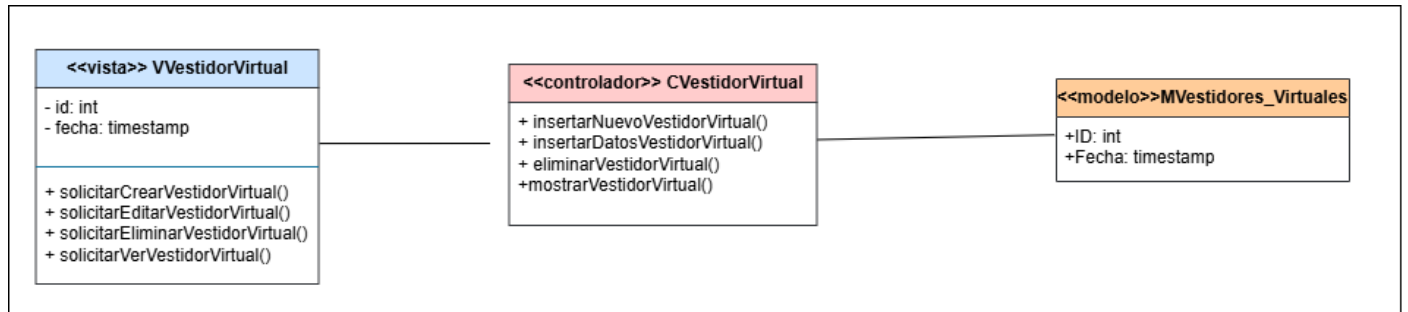 <<vista>> VVestidorVirtual
- id: int
- fecha: timestamp
+ solicitarCrearVestidorVirtual()
+ solicitarEditarVestidorVirtual()
+ solicitarEliminarVestidorVirtual()
+ solicitarVerVestidorVirtual()
<<controlador>> CVestidorVirtual
+ insertarNuevoVestidorVirtual()
+ insertarDatosVestidorVirtual()
+ eliminarVestidorVirtual()
+mostrarVestidorVirtual()
<<modelo>>MVestidores_Virtuales
+ID: int
+Fecha: timestamp